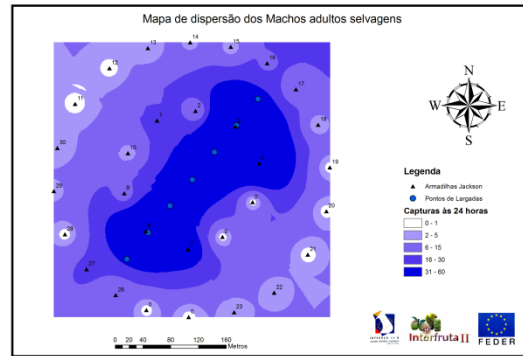 Mapa de dispersão dos Machos adultos selvagens
14
13
15
12
16
17
11
2
1
18
30
10
19
29
9
20
28
21
27
22
26
23
N
W E
S
Legenda
Armadilhas Jackson
Pontos de Largadas
Capturas às 24 horas
0 - 1
2 - 5
6 - 15
16 - 30
31 - 60
0 10 20 40 80 120 160
Metros
Interfruta II
FEDER